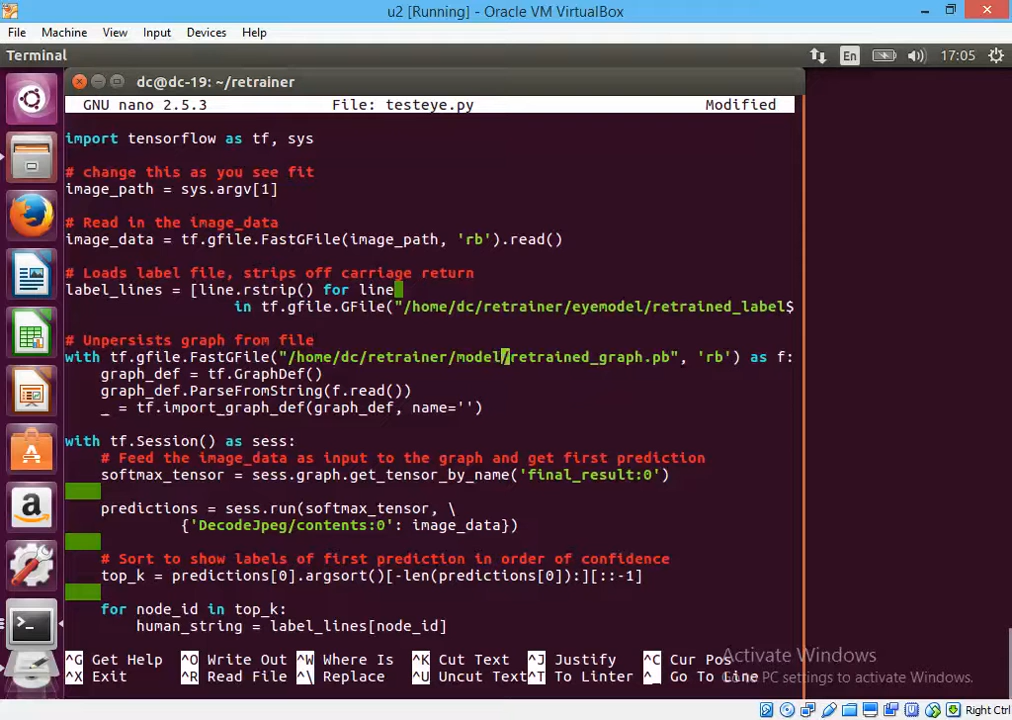 u2 [Running] - Oracle VM VirtualBox
File Machine View Input Devices Help
Terminal En 17:05
dc@dc-19: ~/retrainer
GNU nano 2.5.3 File: testeye.py Modified
import tensorflow as tf, sys
# change this as you see fit
image_path = sys.argv[1]
# Read in the image_data
image_data = tf.gfile.FastGFile(image_path, 'rb').read()
# Loads label file, strips off carriage return
label_lines = [line.rstrip() for line
in tf.gfile.GFile("/home/dc/retrainer/eyemodel/retrained_label$
# Unpersists graph from file
with tf.gfile.FastGFile("/home/dc/retrainer/model/retrained_graph.pb", 'rb') as f:
graph_def = tf.GraphDef()
graph_def.ParseFromString(f.read())
_ = tf.import_graph_def(graph_def, name='')
with tf.Session() as sess:
# Feed the image_data as input to the graph and get first prediction
softmax_tensor = sess.graph.get_tensor_by_name('final_result:0')
predictions = sess.run(softmax_tensor, \
{'DecodeJpeg/contents:0': image_data})
# Sort to show labels of first prediction in order of confidence
top_k = predictions[0].argsort()[-len(predictions[0]):][::-1]
for node_id in top_k:
human_string = label_lines[node_id]
^G Get Help ^O Write Out ^W Where Is ^K Cut Text ^J Justify ^C Cur Pos
^X Exit ^R Read File ^\ Replace ^U Uncut Text ^T To Linter ^_ Go To Line
Activate Windows
Go to PC settings to activate Windows.
Right Ctrl